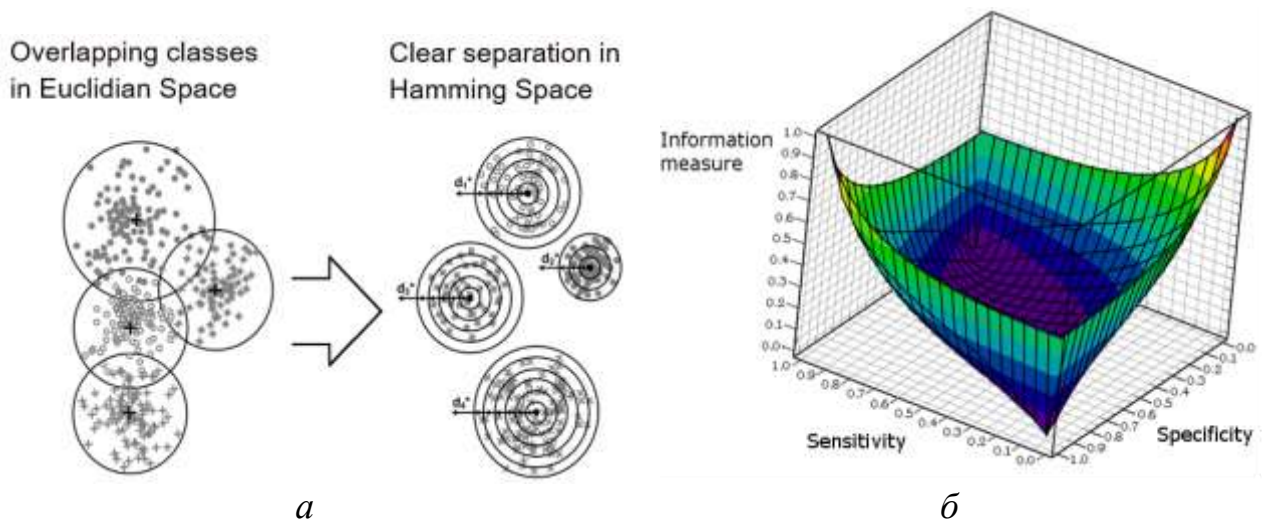 Overlapping classes
in Euclidian Space
Clear separation in
Hamming Space
d₁*
d₂*
d₃*
d₄*
Information
measure
1.0
0.9
0.8
0.7
0.6
0.5
0.4
0.3
0.2
0.1
0.0
1.0
0.9
0.8
0.7
0.6
0.5
0.4
0.3
0.2
0.1
0.0
Sensitivity
1.0
0.9
0.8
0.7
0.6
0.5
0.4
0.3
0.2
0.1
0.0
Specificity
а
б